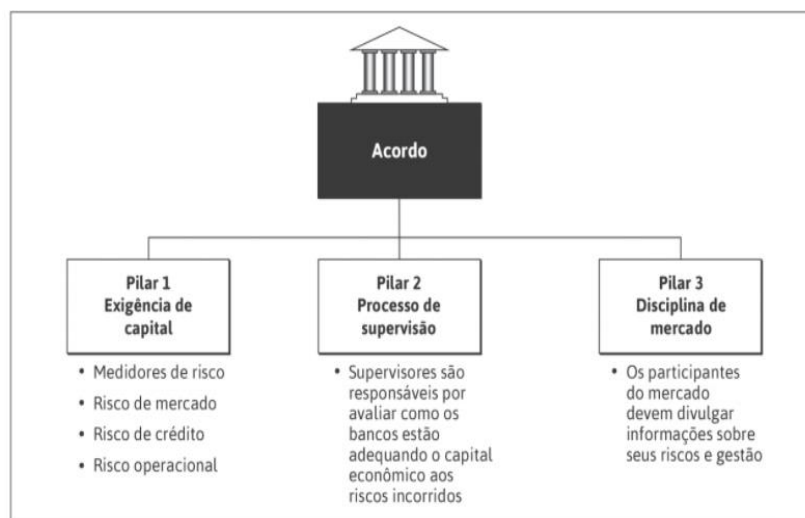 Acordo
Pilar 1
Exigência de
capital
• Medidores de risco
• Risco de mercado
• Risco de crédito
• Risco operacional
Pilar 2
Processo de
supervisão
• Supervisores são
responsáveis por
avaliar como os
bancos estão
adequando o capital
econômico aos
riscos incorridos
Pilar 3
Disciplina de
mercado
• Os participantes
do mercado
devem divulgar
informações sobre
seus riscos e gestão